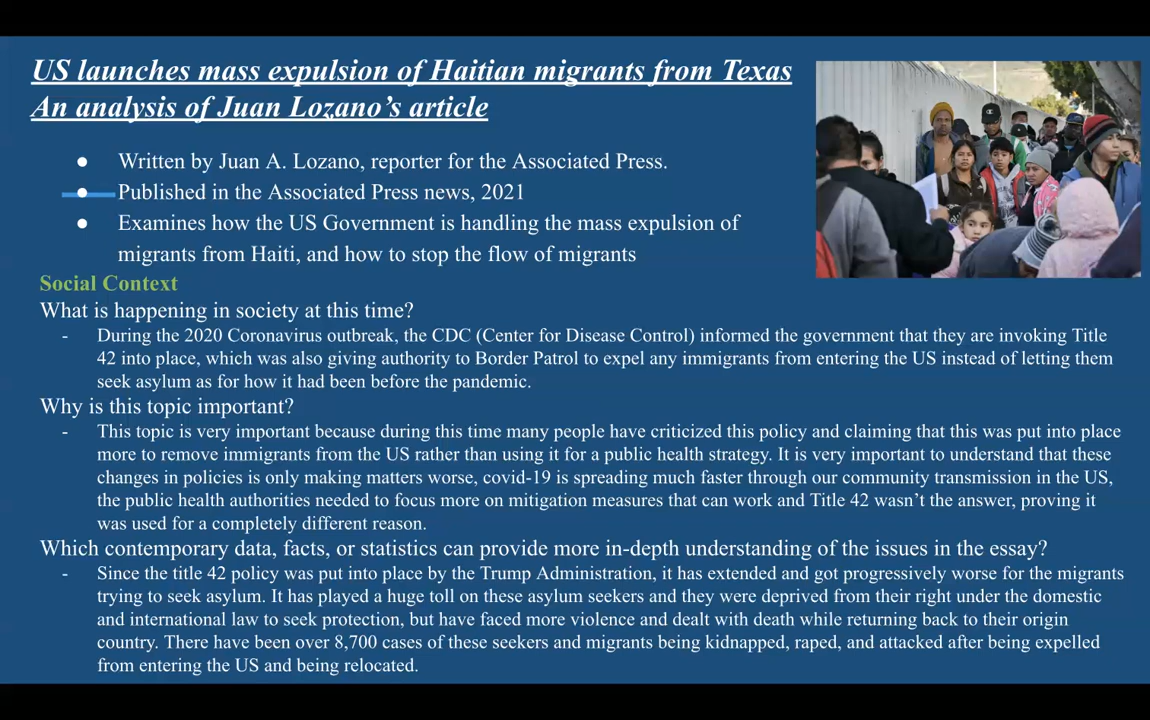 US launches mass expulsion of Haitian migrants from Texas
An analysis of Juan Lozano's article
● Written by Juan A. Lozano, reporter for the Associated Press.
● Published in the Associated Press news, 2021
● Examines how the US Government is handling the mass expulsion of
migrants from Haiti, and how to stop the flow of migrants
Social Context
What is happening in society at this time?
- During the 2020 Coronavirus outbreak, the CDC (Center for Disease Control) informed the government that they are invoking Title
42 into place, which was also giving authority to Border Patrol to expel any immigrants from entering the US instead of letting them
seek asylum as for how it had been before the pandemic.
Why is this topic important?
- This topic is very important because during this time many people have criticized this policy and claiming that this was put into place
more to remove immigrants from the US rather than using it for a public health strategy. It is very important to understand that these
changes in policies is only making matters worse, covid-19 is spreading much faster through our community transmission in the US,
the public health authorities needed to focus more on mitigation measures that can work and Title 42 wasn't the answer, proving it
was used for a completely different reason.
Which contemporary data, facts, or statistics can provide more in-depth understanding of the issues in the essay?
- Since the title 42 policy was put into place by the Trump Administration, it has extended and got progressively worse for the migrants
trying to seek asylum. It has played a huge toll on these asylum seekers and they were deprived from their right under the domestic
and international law to seek protection, but have faced more violence and dealt with death while returning back to their origin
country. There have been over 8,700 cases of these seekers and migrants being kidnapped, raped, and attacked after being expelled
from entering the US and being relocated.